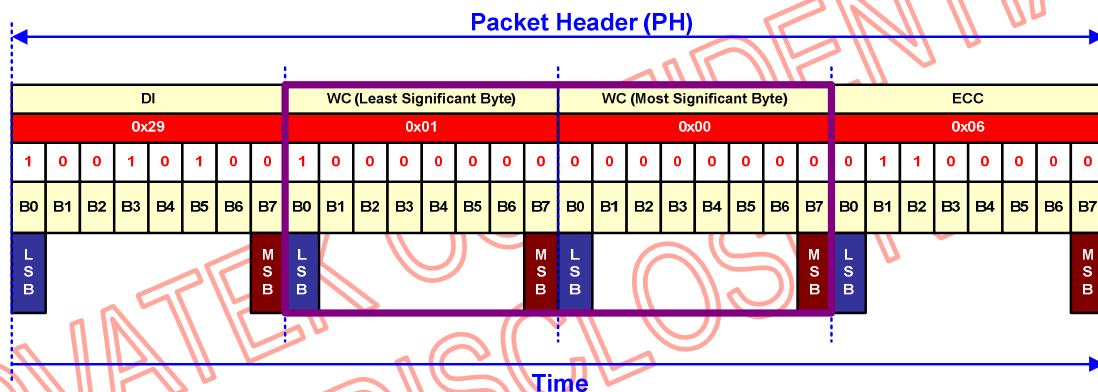 Packet Header (PH)
DI WC (Least Significant Byte) WC (Most Significant Byte) ECC
0x29 0x01 0x00 0x06
1 0 0 1 0 1 0 0 1 0 0 0 0 0 0 0 0 0 0 0 0 0 0 0 0 1 1 0 0 0 0 0
B0 B1 B2 B3 B4 B5 B6 B7 B0 B1 B2 B3 B4 B5 B6 B7 B0 B1 B2 B3 B4 B5 B6 B7 B0 B1 B2 B3 B4 B5 B6 B7
LSB MSB LSB MSB LSB MSB LSB MSB
Time